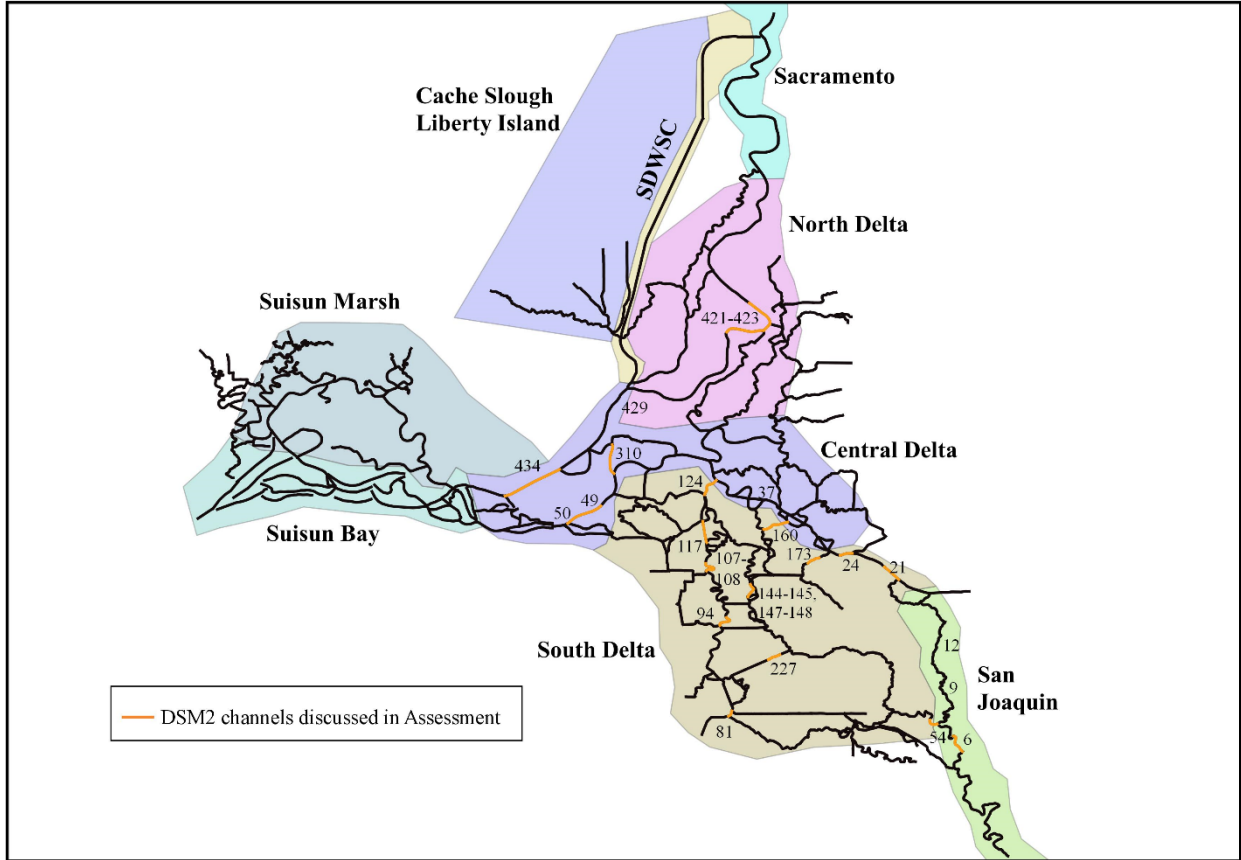 Sacramento
Cache Slough
Liberty Island
SDWSC
North Delta
421-423
Suisun Marsh
429
Central Delta
434
310
124
37
49
50
160
Suisun Bay
117
107-
108
173
24
21
144-145,
147-148
94
12
South Delta
227
San
Joaquin
9
DSM2 channels discussed in Assessment
81
54
6